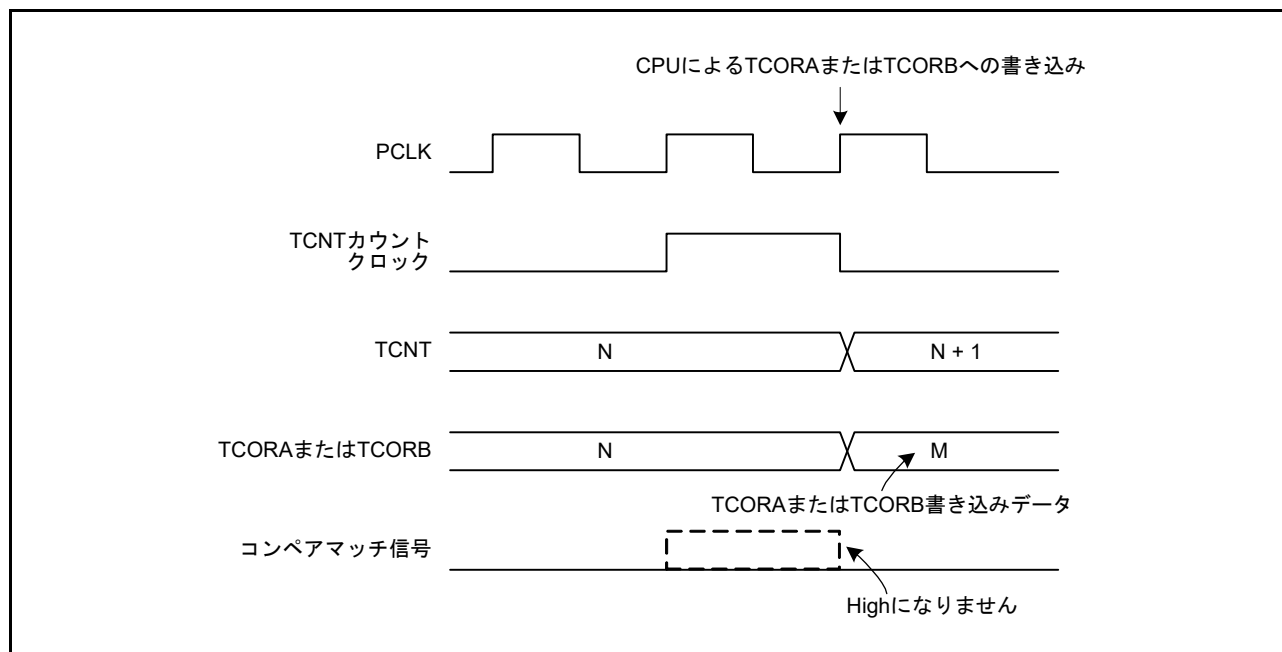 CPUによるTCORAまたはTCORBへの書き込み
PCLK
TCNTカウント
クロック
TCNT
N
N + 1
TCORAまたはTCORB
N
M
TCORAまたはTCORB書き込みデータ
コンペアマッチ信号
Highになりません